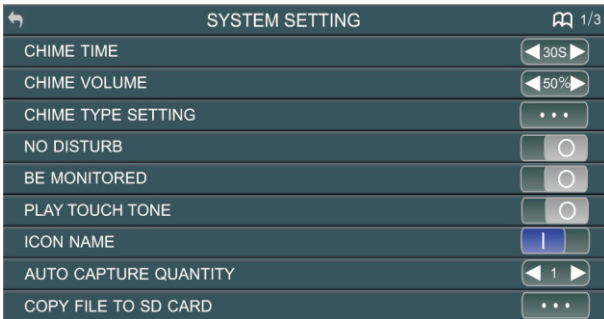 SYSTEM SETTING 1/3
CHIME TIME 30S
CHIME VOLUME 50%
CHIME TYPE SETTING ...
NO DISTURB
BE MONITORED
PLAY TOUCH TONE
ICON NAME
AUTO CAPTURE QUANTITY 1
COPY FILE TO SD CARD ...